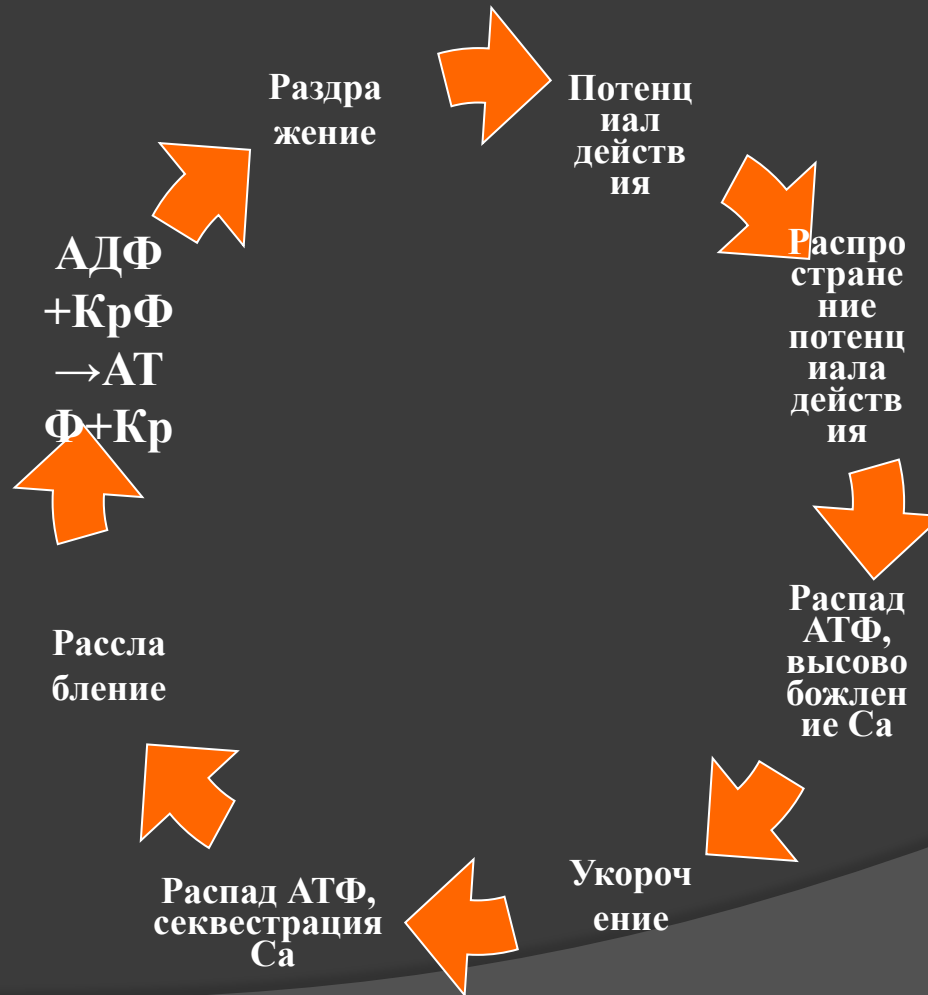 Раздра
жение
Потенц
иал
действ
ия
Распро
стране
ние
потенц
иала
действ
ия
Распад
АТФ,
высово
божлен
ие Са
Укороч
ение
Распад АТФ,
секвестрация
Са
Рассла
бление
АДФ
+КрФ
→АТ
Ф+Кр